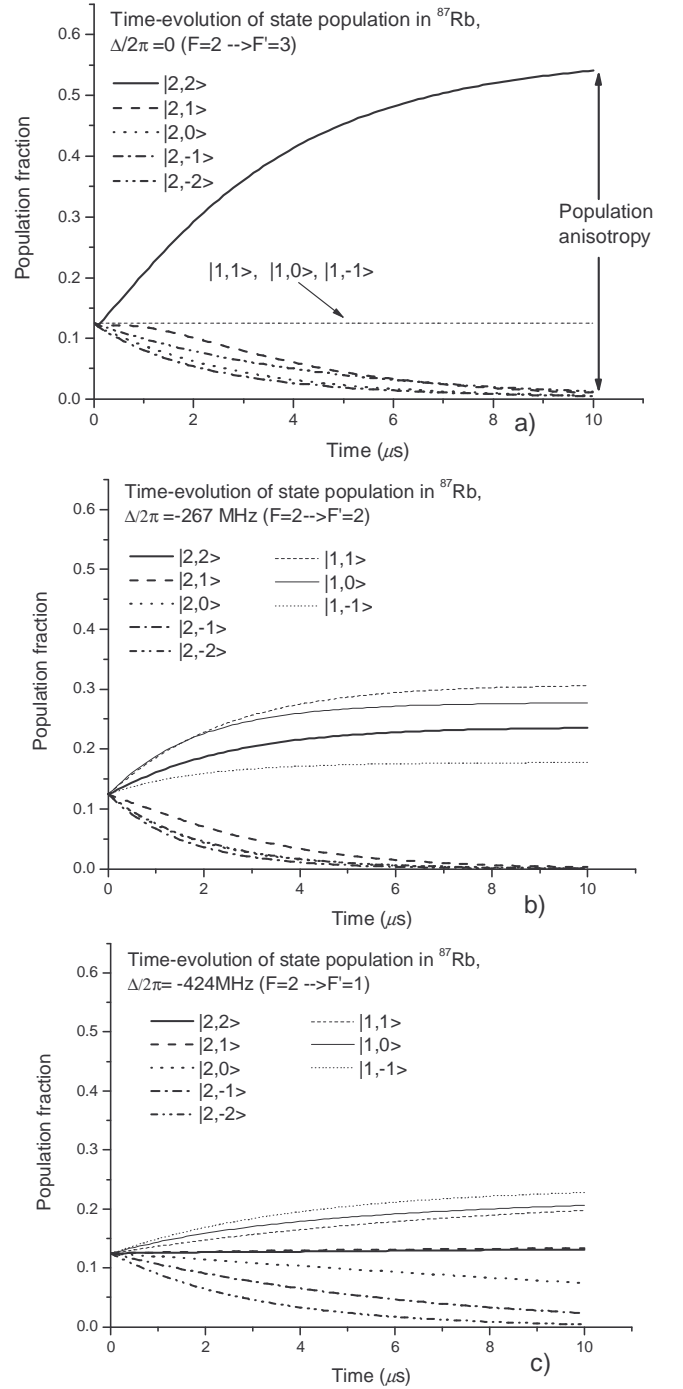 Time-evolution of state population in ⁸⁷Rb,
Δ/2π =0 (F=2 -->F'=3)
|2,2>
|2,1>
|2,0>
|2,-1>
|2,-2>
|1,1>, |1,0>, |1,-1>
Population
anisotropy
Population fraction
0.6
0.5
0.4
0.3
0.2
0.1
0.0
0 2 4 6 8 10
Time (μs)
a)
Time-evolution of state population in ⁸⁷Rb,
Δ/2π =-267 MHz (F=2-->F'=2)
|2,2>
|2,1>
|2,0>
|2,-1>
|2,-2>
|1,1>
|1,0>
|1,-1>
Population fraction
0.6
0.5
0.4
0.3
0.2
0.1
0.0
0 2 4 6 8 10
Time (μs)
b)
Time-evolution of state population in ⁸⁷Rb,
Δ/2π= -424MHz (F=2 -->F'=1)
|2,2>
|2,1>
|2,0>
|2,-1>
|2,-2>
|1,1>
|1,0>
|1,-1>
Population fraction
0.6
0.5
0.4
0.3
0.2
0.1
0.0
0 2 4 6 8 10
Time (μs)
c)